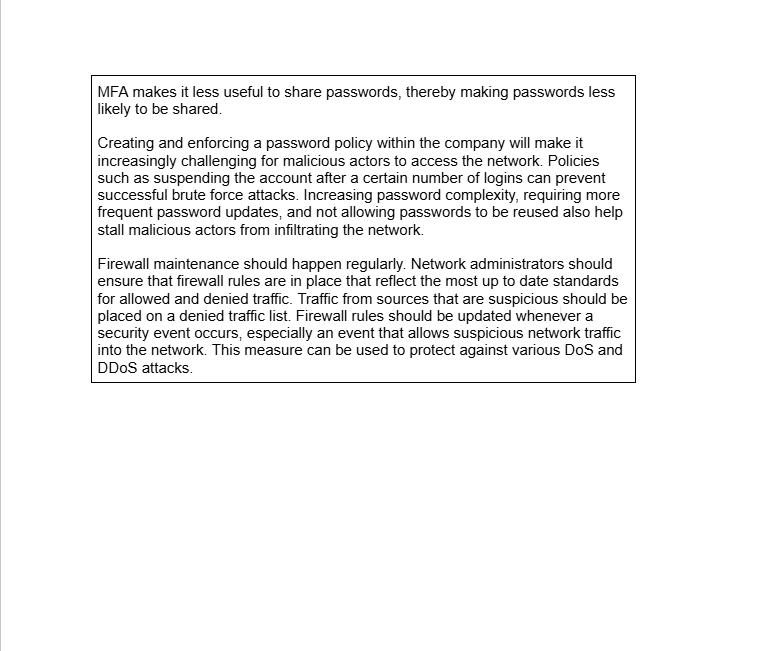 MFA makes it less useful to share passwords, thereby making passwords less
likely to be shared.
Creating and enforcing a password policy within the company will make it
increasingly challenging for malicious actors to access the network. Policies
such as suspending the account after a certain number of logins can prevent
successful brute force attacks. Increasing password complexity, requiring more
frequent password updates, and not allowing passwords to be reused also help
stall malicious actors from infiltrating the network.
Firewall maintenance should happen regularly. Network administrators should
ensure that firewall rules are in place that reflect the most up to date standards
for allowed and denied traffic. Traffic from sources that are suspicious should be
placed on a denied traffic list. Firewall rules should be updated whenever a
security event occurs, especially an event that allows suspicious network traffic
into the network. This measure can be used to protect against various DoS and
DDoS attacks.